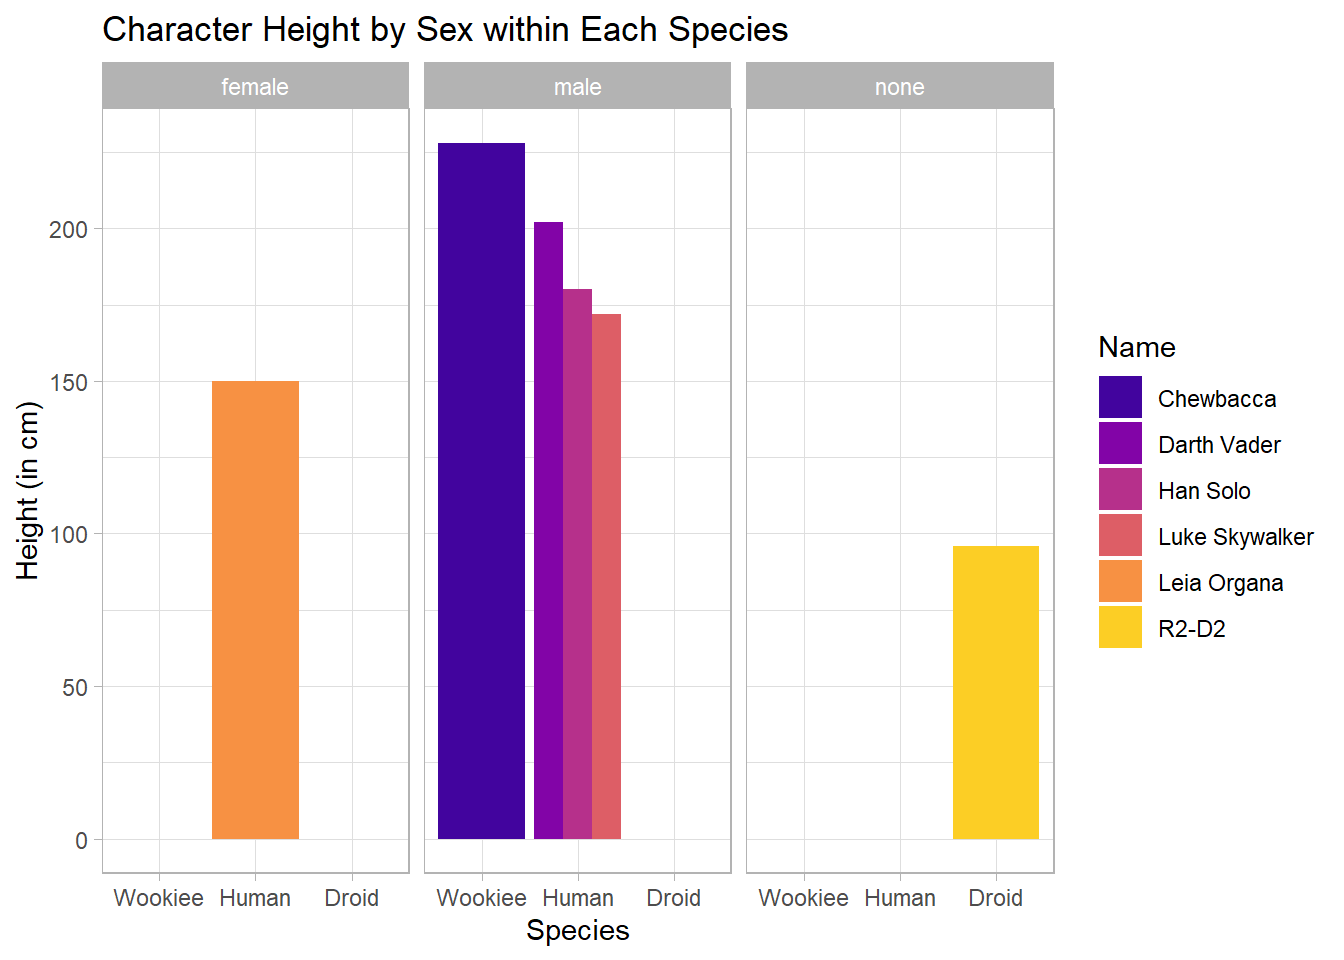 Character Height by Sex within Each Species
female male none
Height (in cm)
200
150
100
50
0
Wookiee Human Droid Wookiee Human Droid Wookiee Human Droid
Species
Name
Chewbacca
Darth Vader
Han Solo
Luke Skywalker
Leia Organa
R2-D2